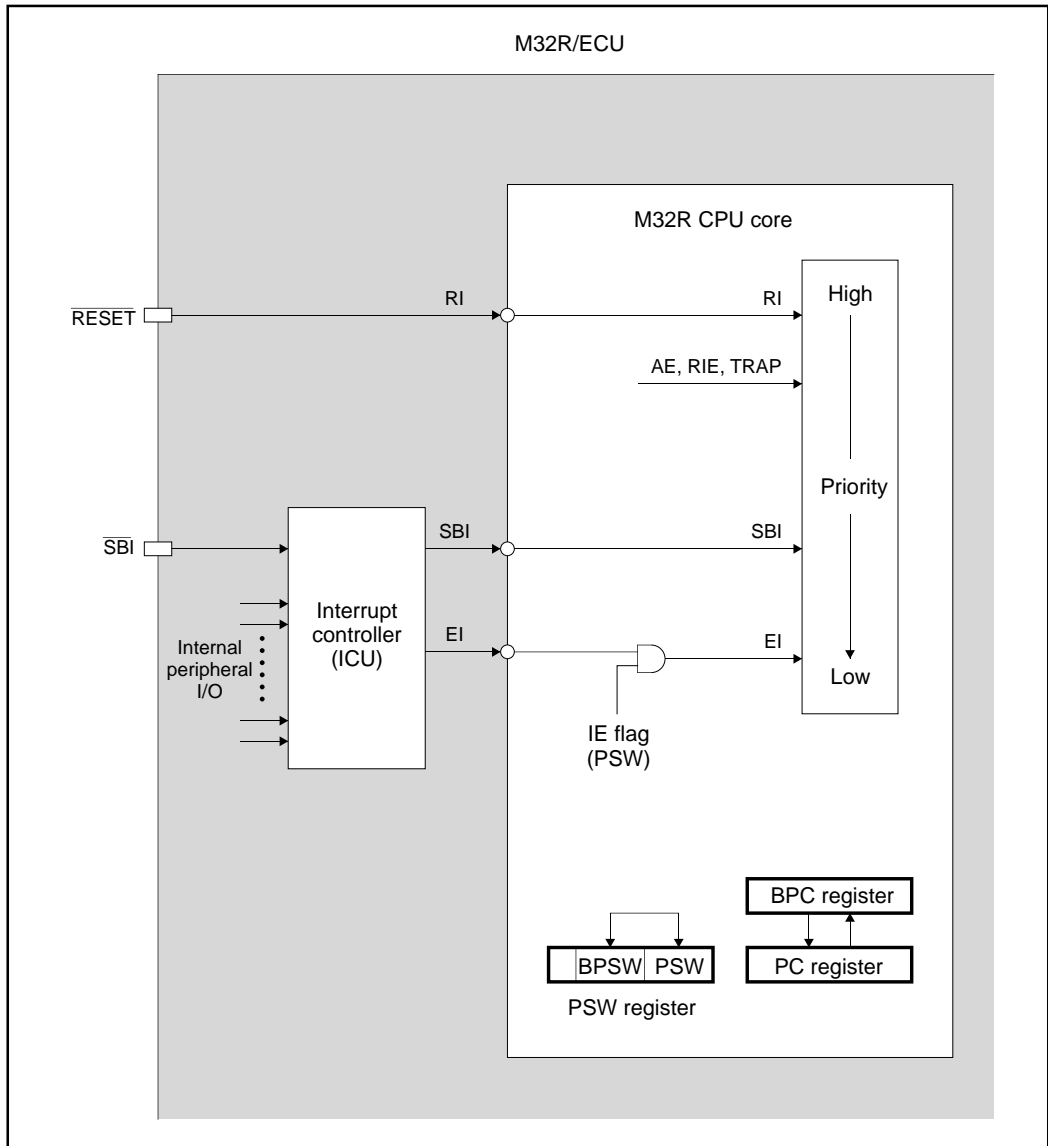 M32R/ECU
M32R CPU core
RESET
RI
RI
High
AE, RIE, TRAP
Priority
SBI
SBI
SBI
Interrupt
controller
(ICU)
Internal
peripheral
I/O
EI
EI
Low
IE flag
(PSW)
BPC register
BPSW
PSW
PC register
PSW register